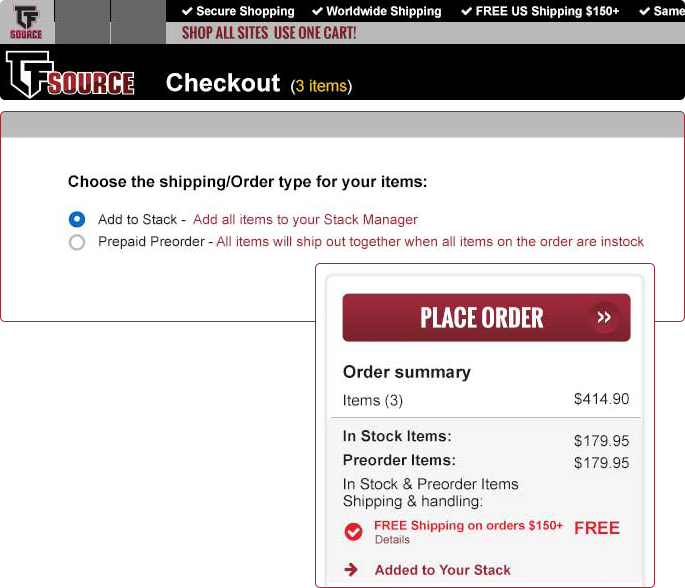 Secure Shopping Worldwide Shipping FREE US Shipping $150+ Same
TF
SOURCE
SHOP ALL SITES USE ONE CART!
TF SOURCE
Checkout (3 items)
Choose the shipping/Order type for your items:
Add to Stack - Add all items to your Stack Manager
Prepaid Preorder - All items will ship out together when all items on the order are instock
PLACE ORDER »
Order summary
Items (3) $414.90
In Stock Items: $179.95
Preorder Items: $179.95
In Stock & Preorder Items
Shipping & handling:
FREE Shipping on orders $150+ FREE
Details
Added to Your Stack